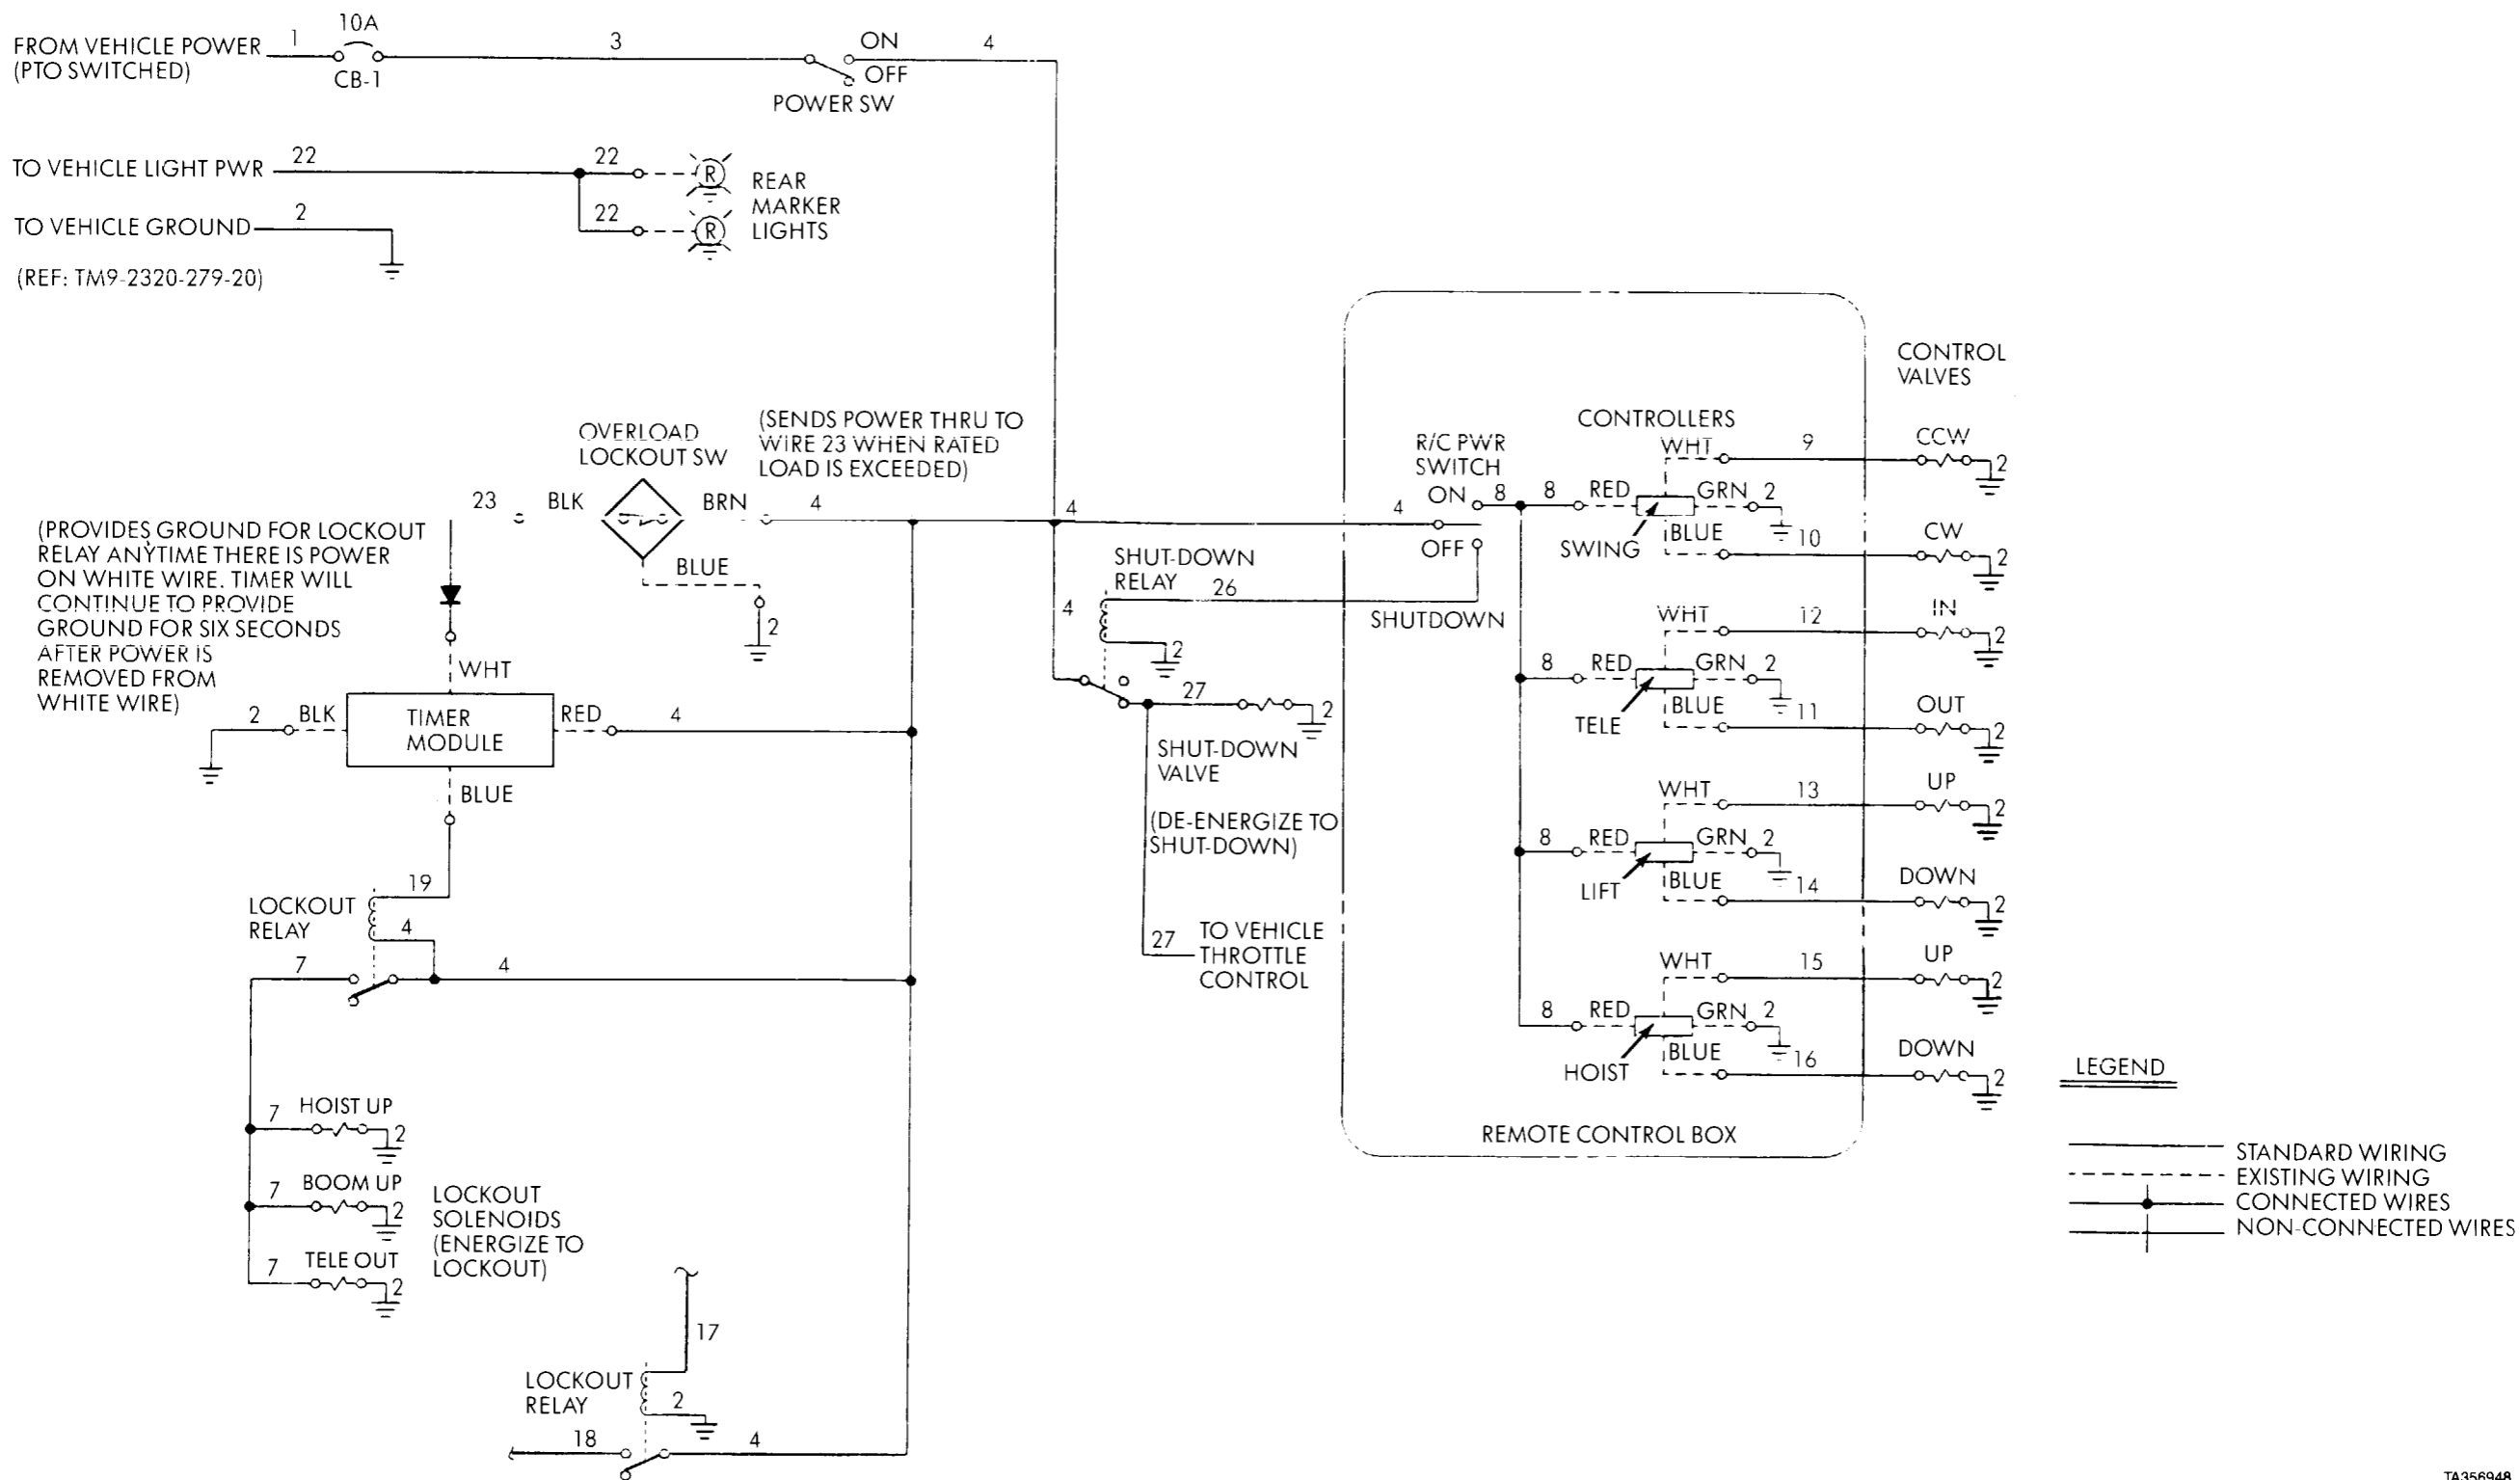 FROM VEHICLE POWER
(PTO SWITCHED)
1
10A
CB-1
3
ON
OFF
POWER SW
4
TO VEHICLE LIGHT PWR
22
22
22
R
R
REAR
MARKER
LIGHTS
TO VEHICLE GROUND
2
(REF: TM9-2320-279-20)
OVERLOAD
LOCKOUT SW
(SENDS POWER THRU TO
WIRE 23 WHEN RATED
LOAD IS EXCEEDED)
23
BLK
BRN
4
BLUE
2
(PROVIDES GROUND FOR LOCKOUT
RELAY ANYTIME THERE IS POWER
ON WHITE WIRE. TIMER WILL
CONTINUE TO PROVIDE
GROUND FOR SIX SECONDS
AFTER POWER IS
REMOVED FROM
WHITE WIRE)
WHT
2
BLK
TIMER
MODULE
RED
4
BLUE
19
LOCKOUT
RELAY
4
7
4
7
HOIST UP
2
7
BOOM UP
2
7
TELE OUT
2
LOCKOUT
SOLENOIDS
(ENERGIZE TO
LOCKOUT)
17
LOCKOUT
RELAY
2
18
4
4
4
SHUT-DOWN
RELAY
26
4
2
27
2
SHUT-DOWN
VALVE
(DE-ENERGIZE TO
SHUT-DOWN)
27
TO VEHICLE
THROTTLE
CONTROL
R/C PWR
SWITCH
ON
8
OFF
SHUTDOWN
CONTROLLERS
CONTROL
VALVES
WHT
9
CCW
2
8
RED
GRN
2
SWING
BLUE
10
CW
2
WHT
12
IN
2
8
RED
GRN
2
TELE
BLUE
11
OUT
2
WHT
13
UP
2
8
RED
GRN
2
LIFT
BLUE
14
DOWN
2
WHT
15
UP
2
8
RED
GRN
2
HOIST
BLUE
16
DOWN
2
REMOTE CONTROL BOX
LEGEND
STANDARD WIRING
EXISTING WIRING
CONNECTED WIRES
NON-CONNECTED WIRES
TA356948